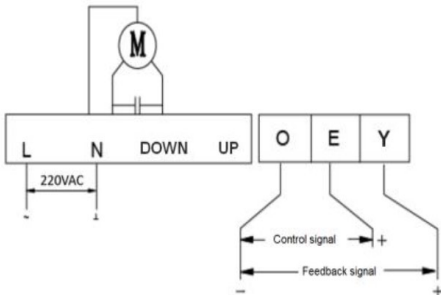 M
L N DOWN UP O E Y
220VAC
~ ⊥
Control signal +
Feedback signal
− +